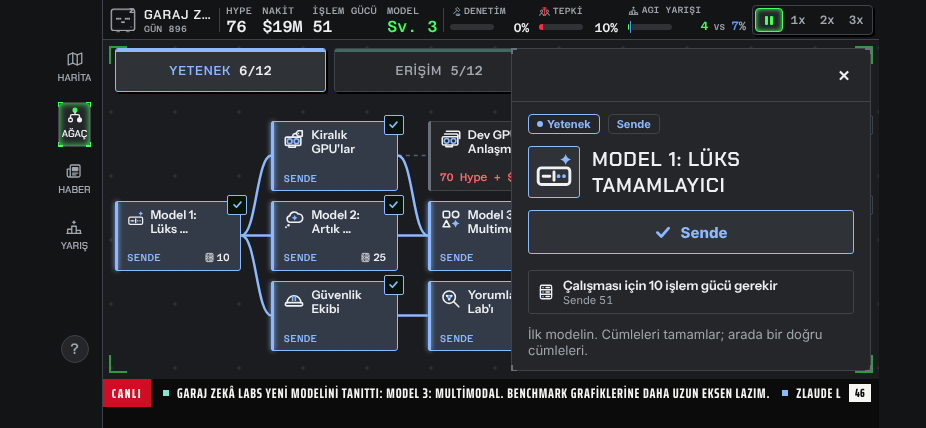 GARAJ Z...
GÜN 896
HYPE
76
NAKİT
$19M
İŞLEM GÜCÜ
51
MODEL
Sv. 3
DENETİM
0%
TEPKİ
10%
AGI YARIŞI
4 vs 7%
1x
2x
3x
HARİTA
AĞAÇ
HABER
YARIŞ
?
YETENEK 6/12
ERİŞİM 5/12
Model 1:
Lüks ...
SENDE
10
Kiralık
GPU'lar
SENDE
Model 2:
Artık ...
SENDE
25
Güvenlik
Ekibi
SENDE
Dev GP
Anlaşm
70 Hype + $
Model 3
Multimo
SENDE
Yorumla
Lab'ı
SENDE
Yetenek
Sende
MODEL 1: LÜKS
TAMAMLAYICI
Sende
Çalışması için 10 işlem gücü gerekir
Sende 51
İlk modelin. Cümleleri tamamlar; arada bir doğru
cümleleri.
CANLI
GARAJ ZEKÂ LABS YENİ MODELİNİ TANITTI: MODEL 3: MULTİMODAL. BENCHMARK GRAFİKLERİNE DAHA UZUN EKSEN LAZIM.
ZLAUDE L
46